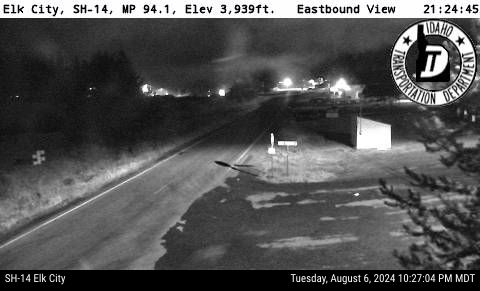 Elk City, SH-14, MP 94.1, Elev 3,939ft. Eastbound View 21:24:45
IDAHO
TRANSPORTATION DEPARTMENT
SH-14 Elk City Tuesday, August 6, 2024 10:27:04 PM MDT